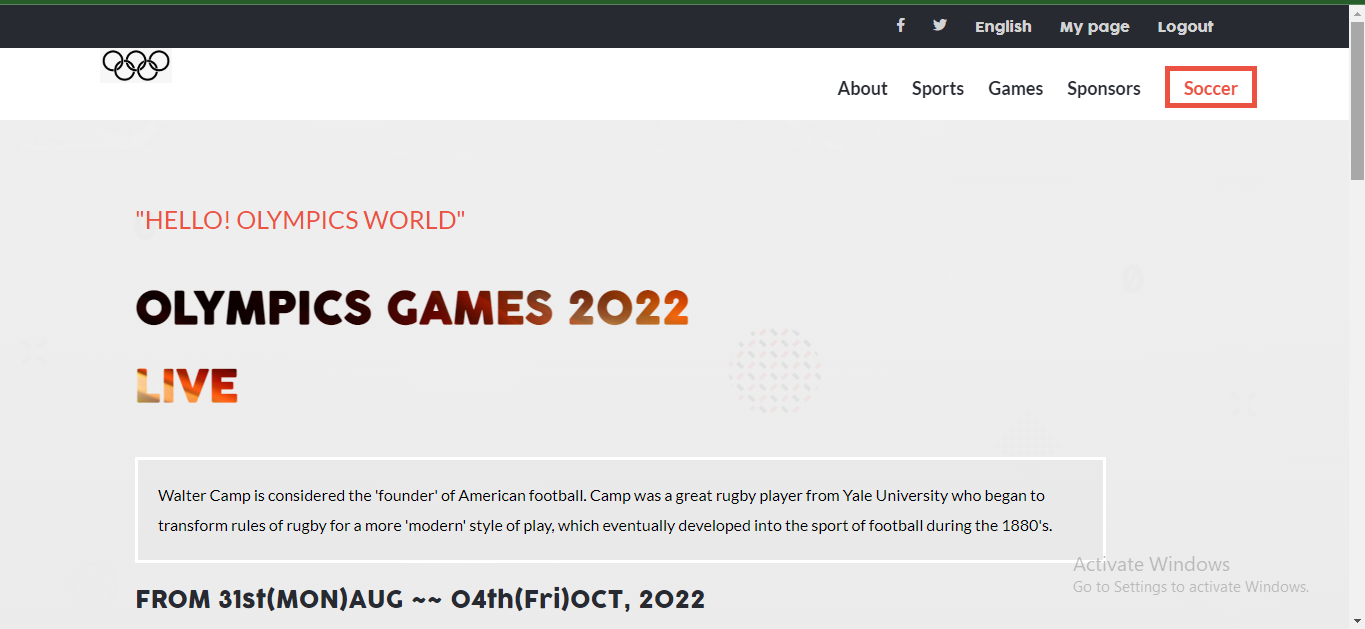 English My page Logout
About Sports Games Sponsors Soccer
"HELLO! OLYMPICS WORLD"
OLYMPICS GAMES 2022
LIVE
Walter Camp is considered the 'founder' of American football. Camp was a great rugby player from Yale University who began to
transform rules of rugby for a more 'modern' style of play, which eventually developed into the sport of football during the 1880's.
Activate Windows
Go to Settings to activate Windows.
FROM 31st(MON)AUG ~~ 04th(Fri)OCT, 2022